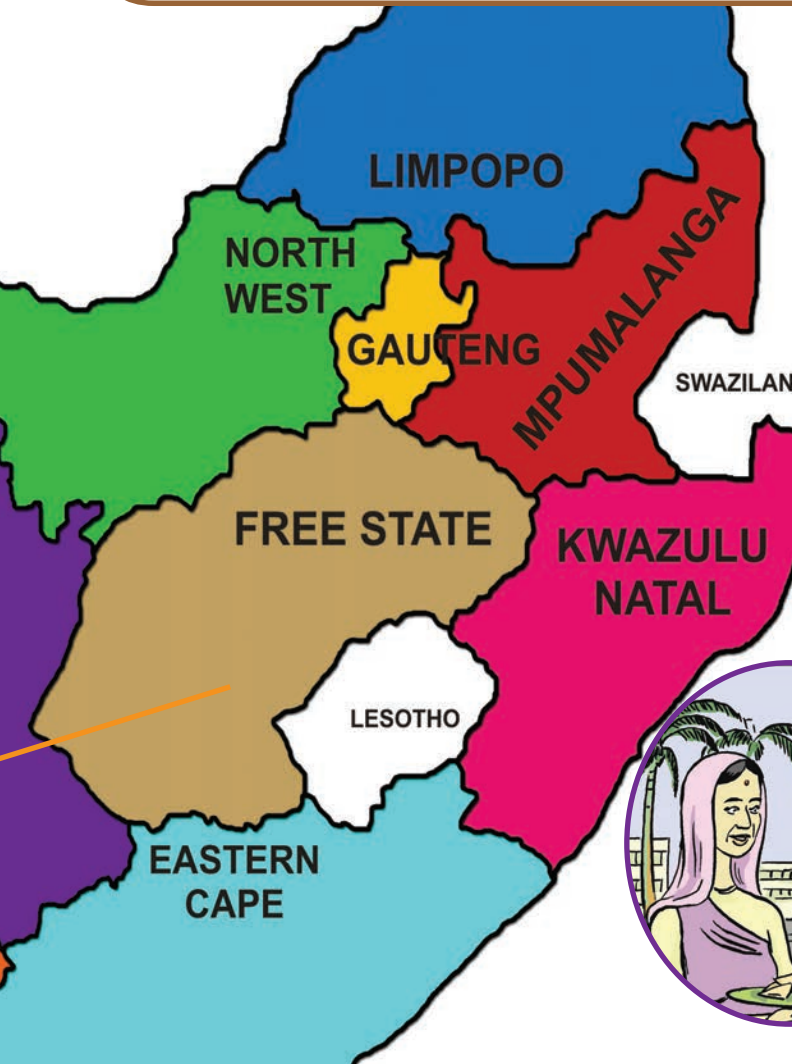 LIMPOPO
NORTH
WEST
MPUMALANGA
GAUTENG
SWAZILAN
FREE STATE
KWAZULU
NATAL
LESOTHO
EASTERN
CAPE